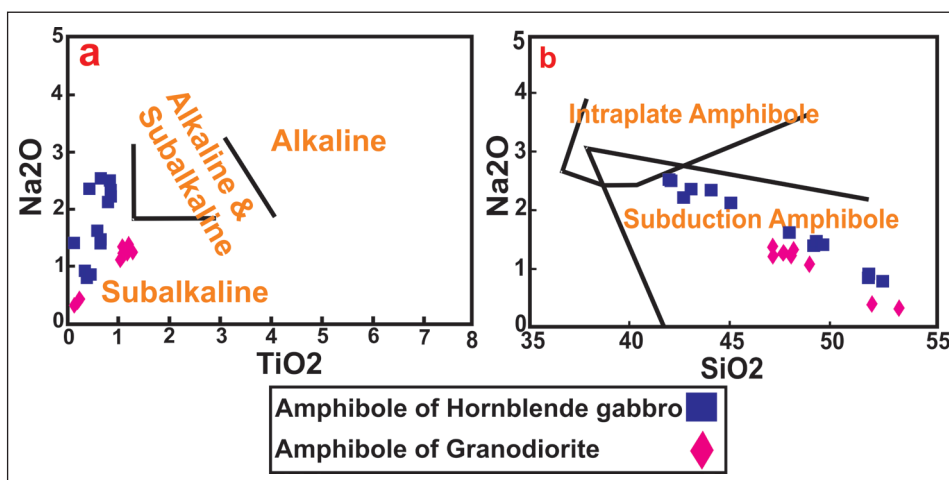 a
5
4
3
2
1
0
Na2O
Alkaline &
Subalkaline
Alkaline
Subalkaline
0 1 2 3 4 5 6 7 8
TiO2
b
5
4
3
2
1
0
Na2O
Intraplate Amphibole
Subduction Amphibole
35 40 45 50 55
SiO2
Amphibole of Hornblende gabbro
Amphibole of Granodiorite